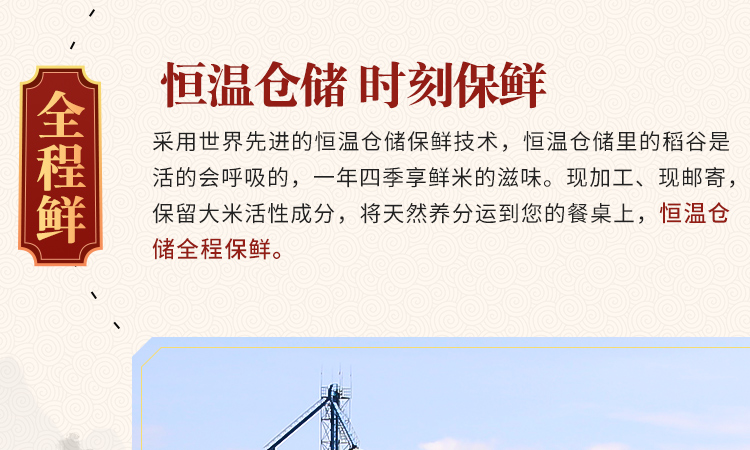 全程鲜
恒温仓储 时刻保鲜
采用世界先进的恒温仓储保鲜技术，恒温仓储里的稻谷是
活的会呼吸的，一年四季享鲜米的滋味。现加工、现邮寄，
保留大米活性成分，将天然养分运到您的餐桌上，恒温仓
储全程保鲜。